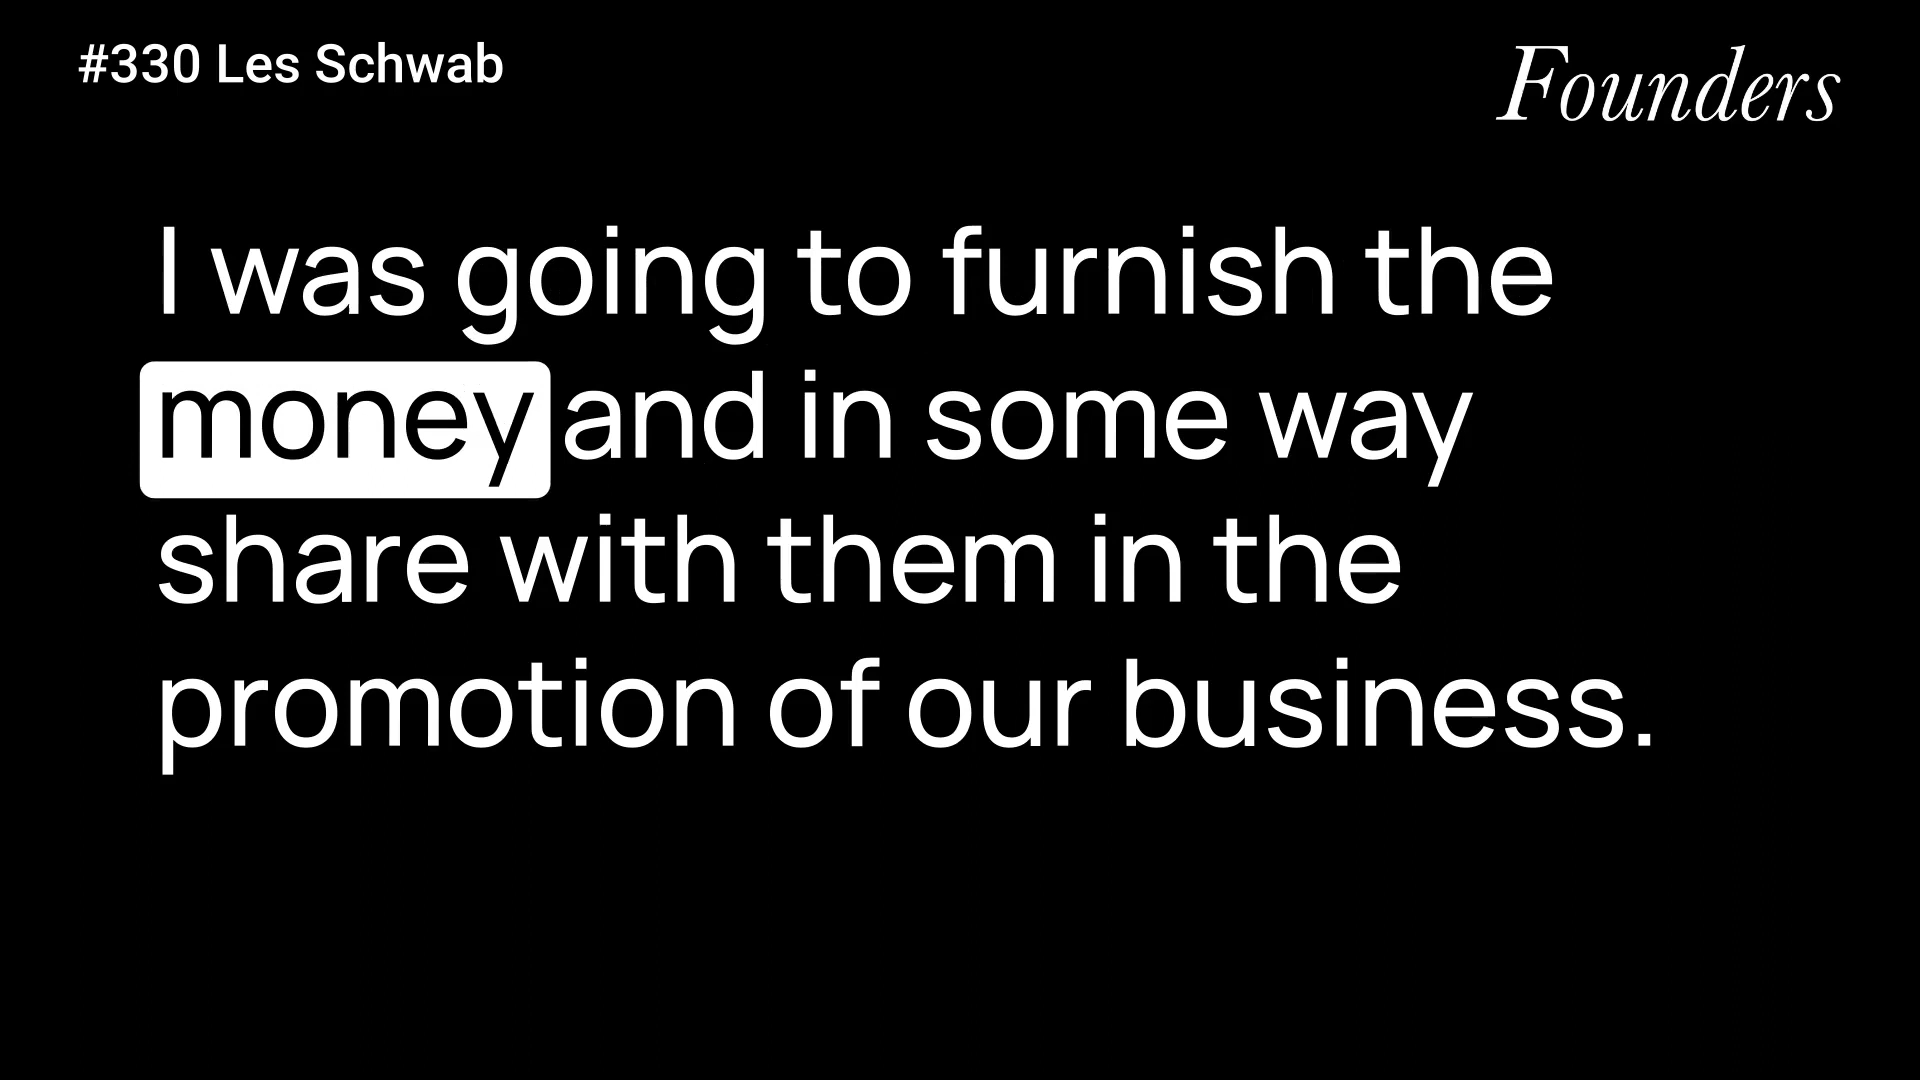 #330 Les Schwab
Founders
I was going to furnish the
money and in some way
share with them in the
promotion of our business.